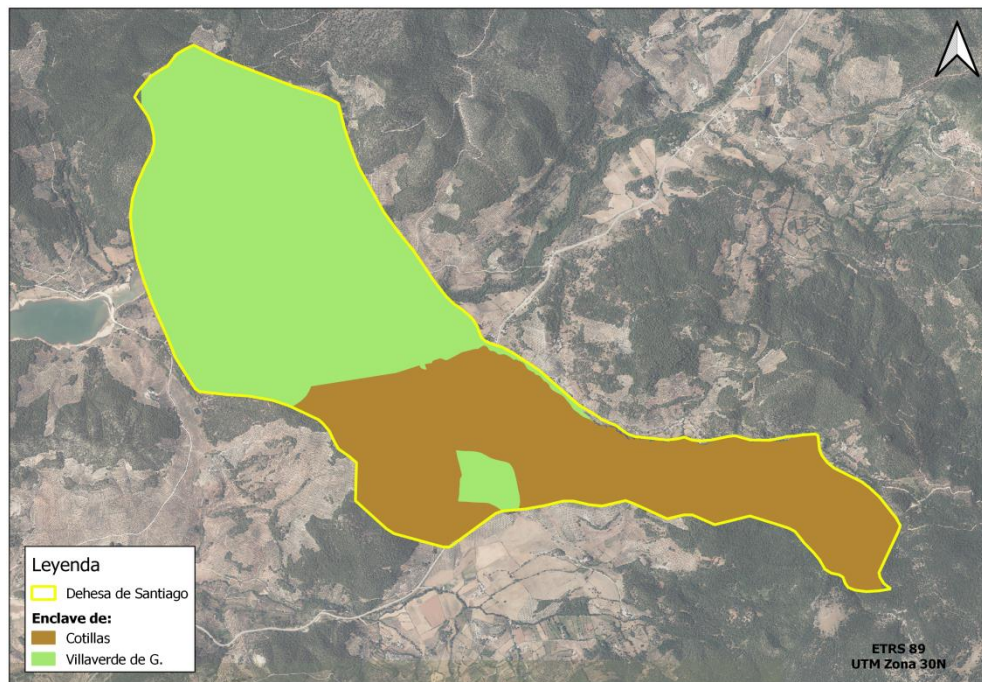 Leyenda
Dehesa de Santiago
Enclave de:
Cotillas
Villaverde de G.
ETRS 89
UTM Zona 30N